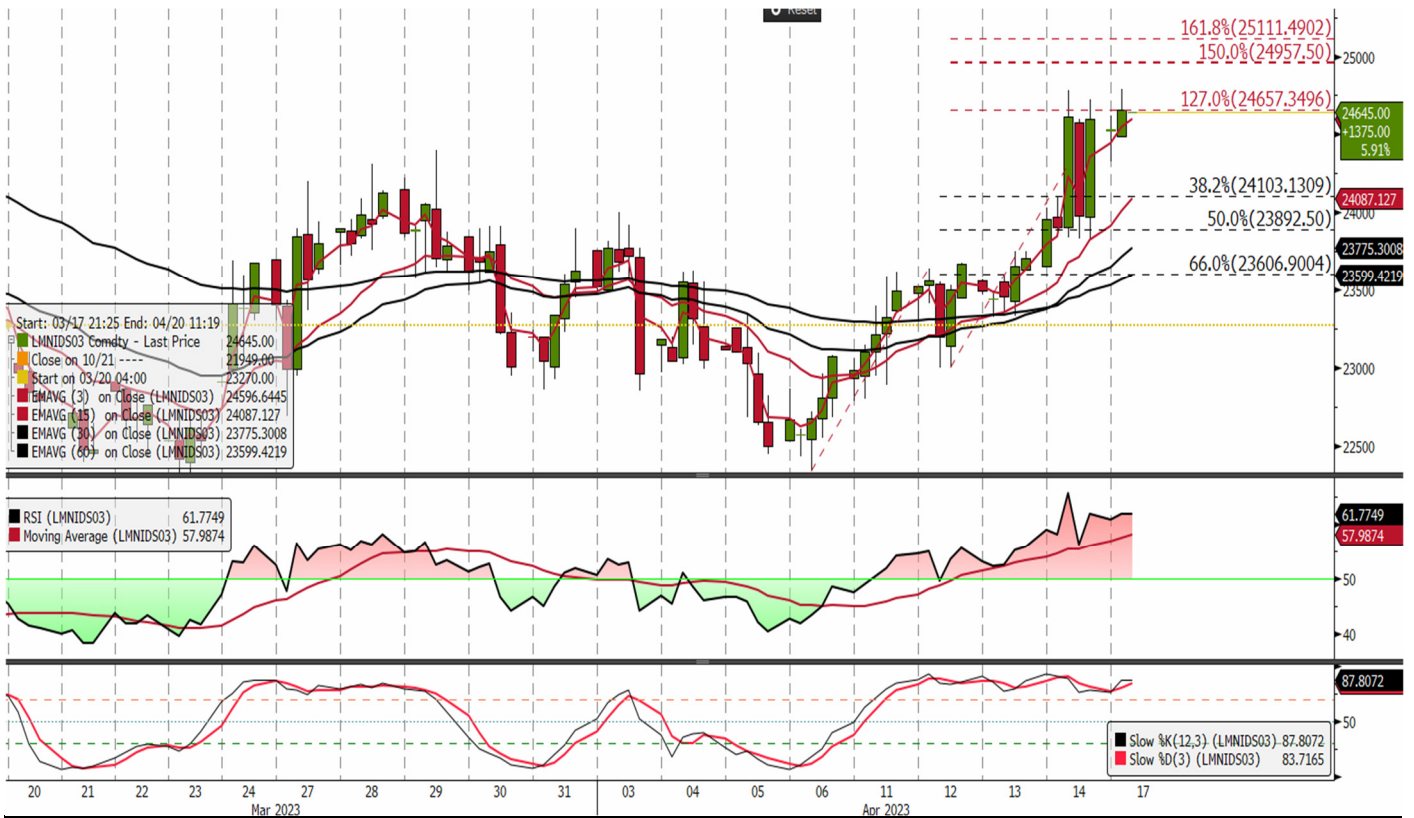 Reset
161.8%(25111.4902)
150.0%(24957.50)
25000
127.0%(24657.3496)
24645.00
+1375.00
5.91%
38.2%(24103.1309)
24087.127
24000
50.0%(23892.50)
23775.3008
66.0%(23606.9004)
23599.4219
23500
23000
22500
Start: 03/17 21:25 End: 04/20 11:19
LMNIDS03 Comdty - Last Price 24645.00
Close on 10/21 ---- 21949.00
Start on 03/20 04:00 23270.00
EMAVG (3) on Close (LMNIDS03) 24596.6445
EMAVG (15) on Close (LMNIDS03) 24087.127
EMAVG (30) on Close (LMNIDS03) 23775.3008
EMAVG (60) on Close (LMNIDS03) 23599.4219
RSI (LMNIDS03) 61.7749
Moving Average (LMNIDS03) 57.9874
61.7749
57.9874
50
40
87.8072
50
Slow %K(12,3) (LMNIDS03) 87.8072
Slow %D(3) (LMNIDS03) 83.7165
0
20 21 22 23 24 27 28 29 30 31 03 04 05 06 11 12 13 14 17
Mar 2023 Apr 2023